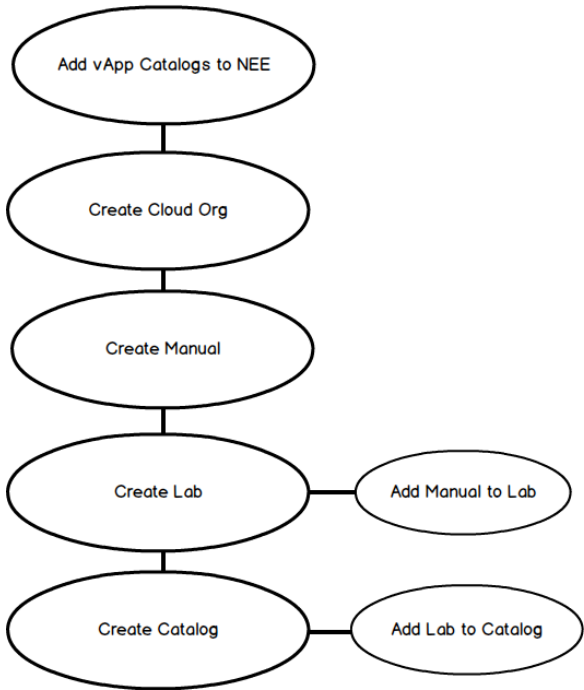 Add vApp Catalogs to NEE
Create Cloud Org
Create Manual
Create Lab
Add Manual to Lab
Create Catalog
Add Lab to Catalog